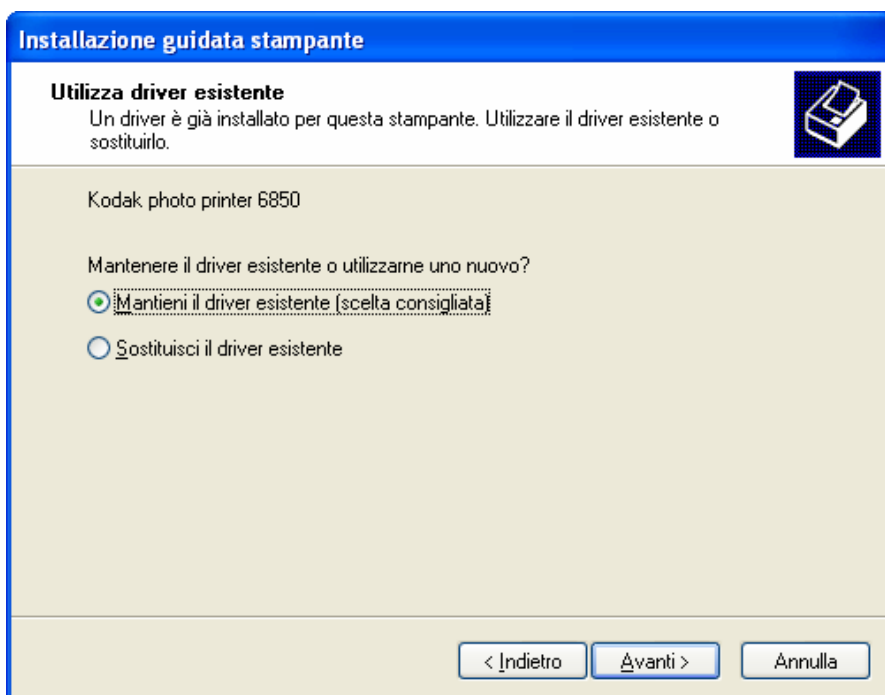 Installazione guidata stampante
Utilizza driver esistente
Un driver è già installato per questa stampante. Utilizzare il driver esistente o
sostituirlo.
Kodak photo printer 6850
Mantenere il driver esistente o utilizzarne uno nuovo?
Mantieni il driver esistente (scelta consigliata)
Sostituisci il driver esistente
< Indietro
Avanti >
Annulla